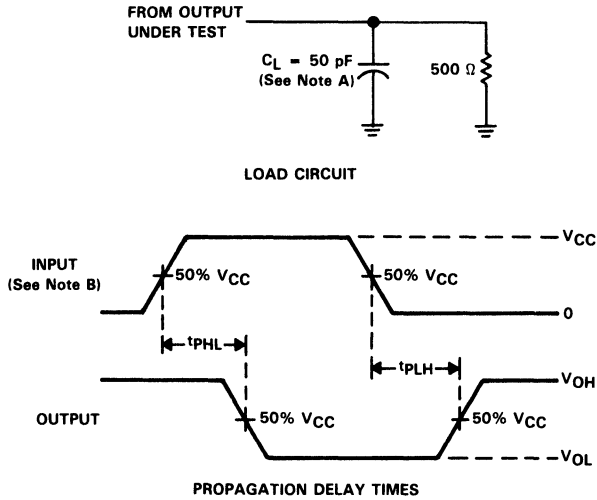 FROM OUTPUT
UNDER TEST
CL = 50 pF
(See Note A)
500 Ω
LOAD CIRCUIT
VCC
INPUT
(See Note B)
50% VCC
50% VCC
0
tPHL
tPLH
VOH
OUTPUT
50% VCC
50% VCC
VOL
PROPAGATION DELAY TIMES